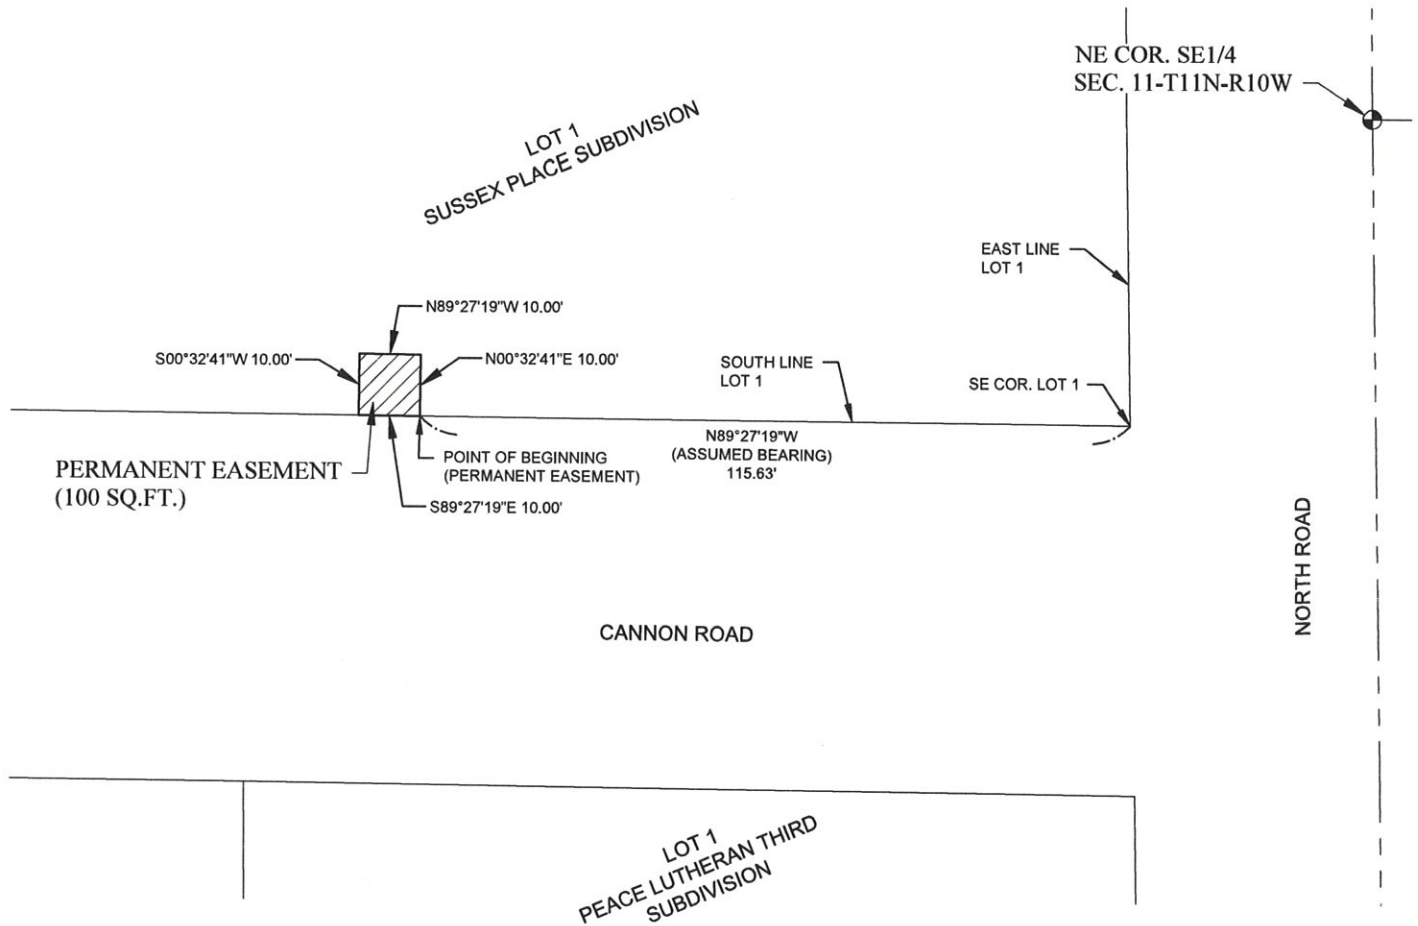 NE COR. SE1/4
SEC. 11-T11N-R10W
LOT 1
SUSSEX PLACE SUBDIVISION
EAST LINE
LOT 1
N89°27'19"W 10.00'
S00°32'41"W 10.00'
N00°32'41"E 10.00'
SOUTH LINE
LOT 1
SE COR. LOT 1
N89°27'19"W
(ASSUMED BEARING)
115.63'
POINT OF BEGINNING
(PERMANENT EASEMENT)
PERMANENT EASEMENT
(100 SQ.FT.)
S89°27'19"E 10.00'
NORTH ROAD
CANNON ROAD
LOT 1
PEACE LUTHERAN THIRD
SUBDIVISION